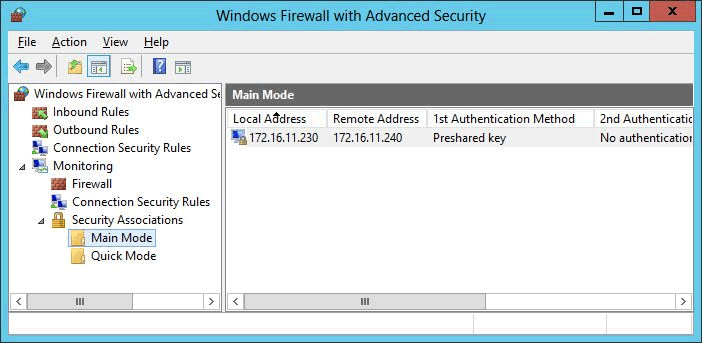 Windows Firewall with Advanced Security
File Action View Help
Windows Firewall with Advanced Se
Inbound Rules
Outbound Rules
Connection Security Rules
Monitoring
Firewall
Connection Security Rules
Security Associations
Main Mode
Quick Mode
Main Mode
Local Address Remote Address 1st Authentication Method 2nd Authenticatio
172.16.11.230 172.16.11.240 Preshared key No authentication